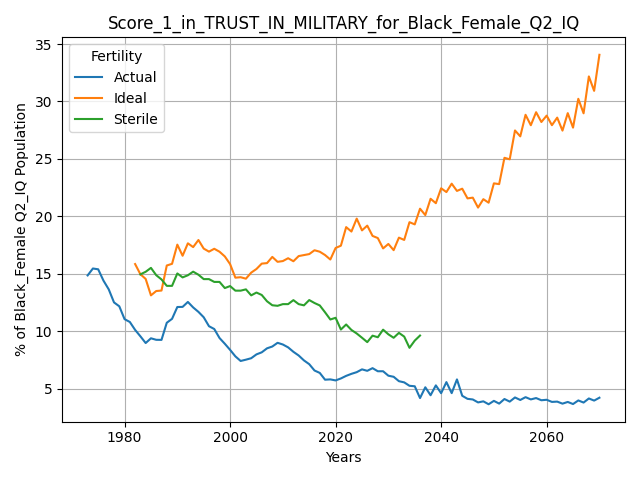 Score_1_in_TRUST_IN_MILITARY_for_Black_Female_Q2_IQ
Fertility
Actual
Ideal
Sterile
% of Black_Female Q2_IQ Population
35
30
25
20
15
10
5
1980 2000 2020 2040 2060
Years